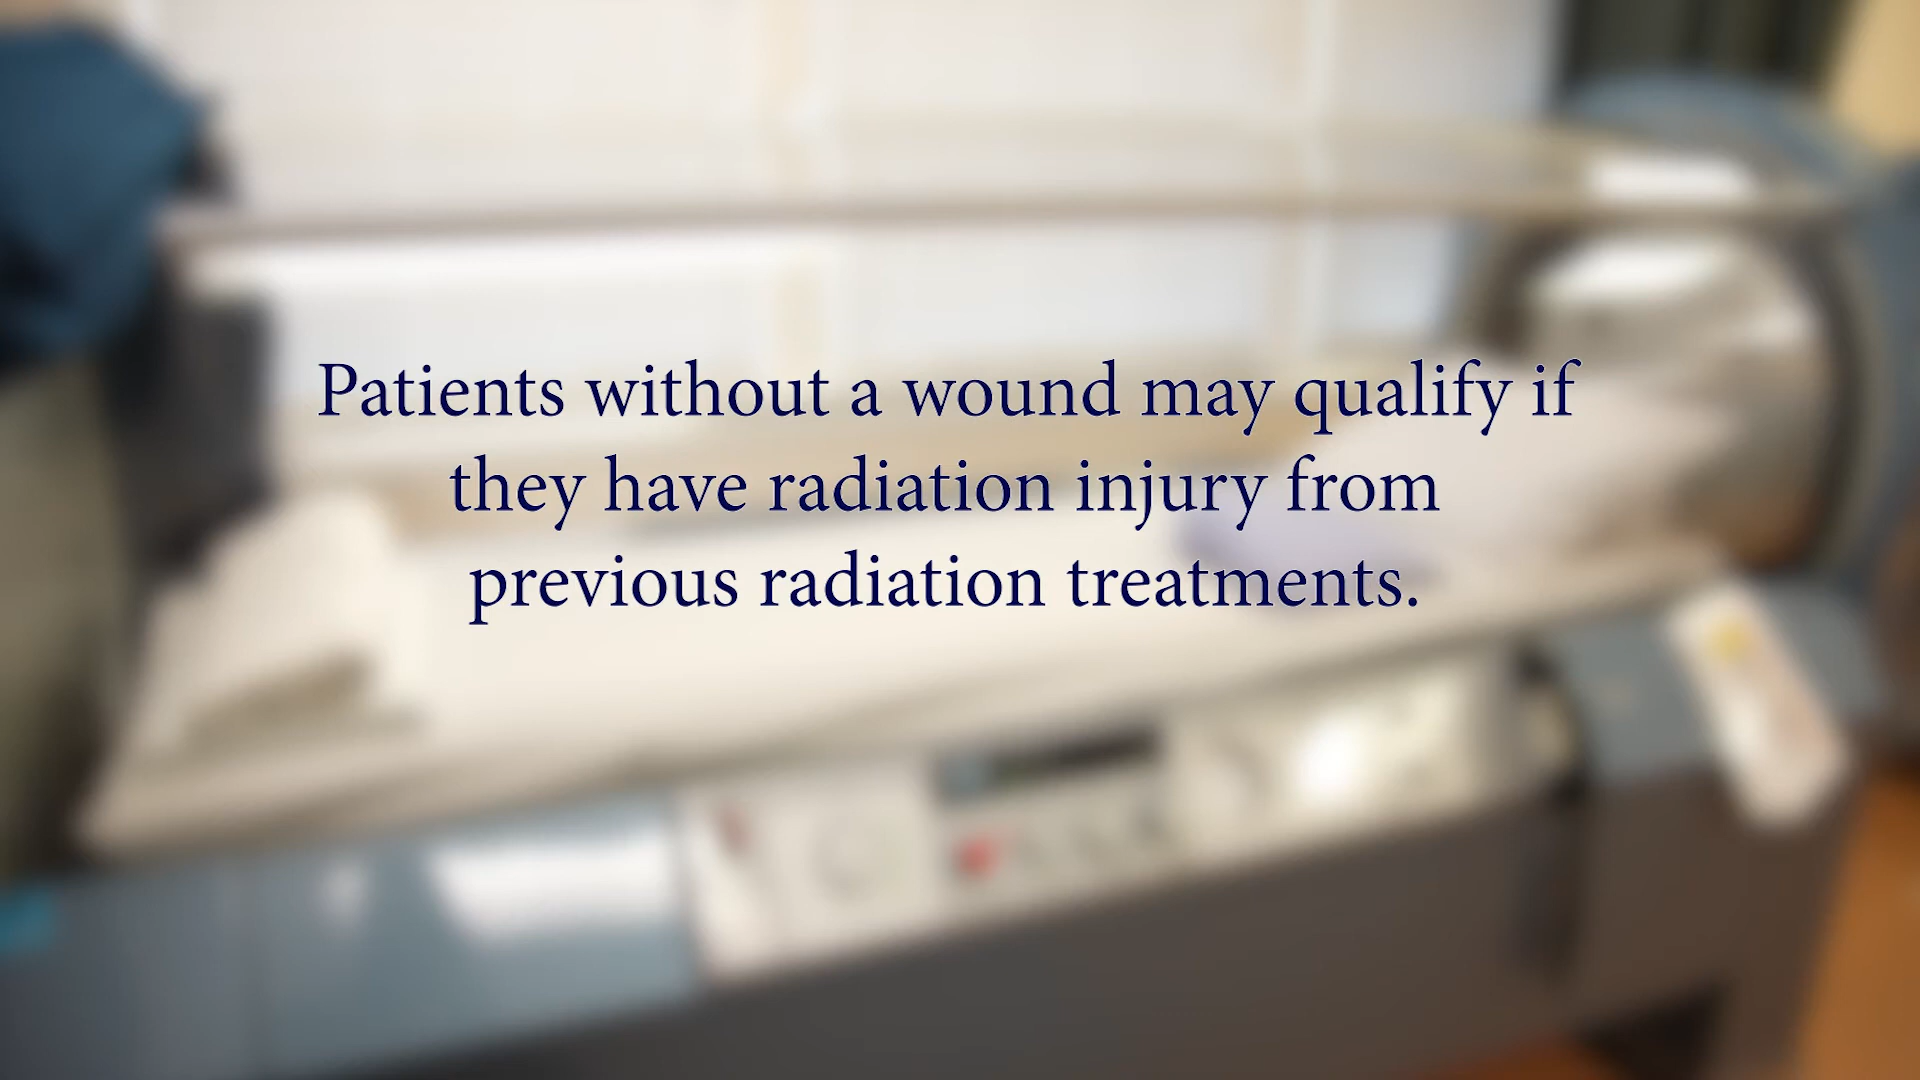 Patients without a wound may qualify if
they have radiation injury from
previous radiation treatments.